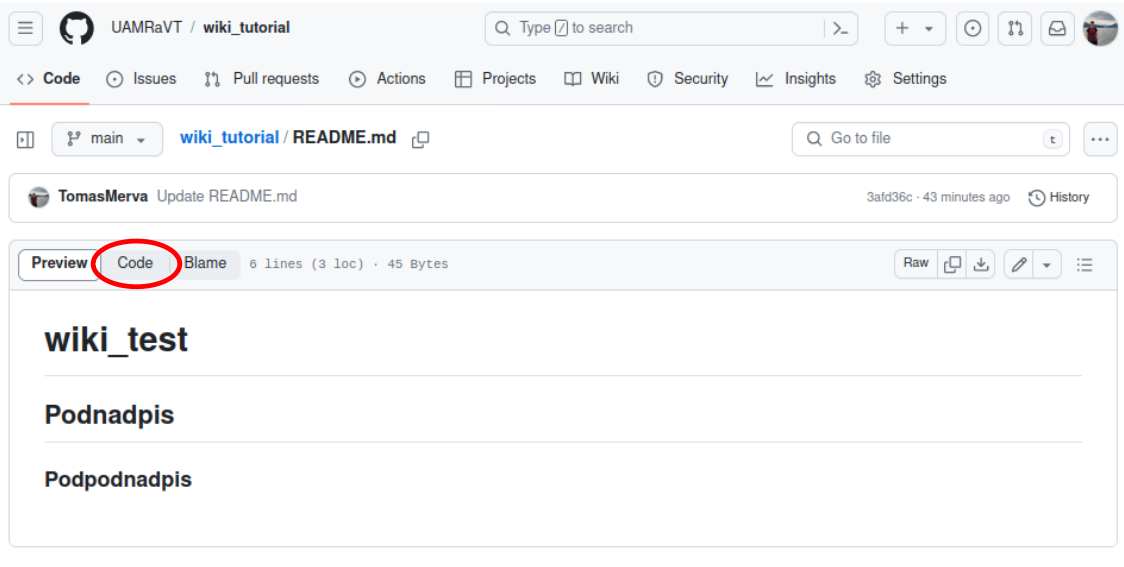 UAMRaVT / wiki_tutorial Type / to search
Code Issues Pull requests Actions Projects Wiki Security Insights Settings
main wiki_tutorial / README.md Go to file t
TomasMerva Update README.md 3afd36c · 43 minutes ago History
Preview Code Blame 6 lines (3 loc) · 45 Bytes Raw
wiki_test
Podnadpis
Podpodnadpis